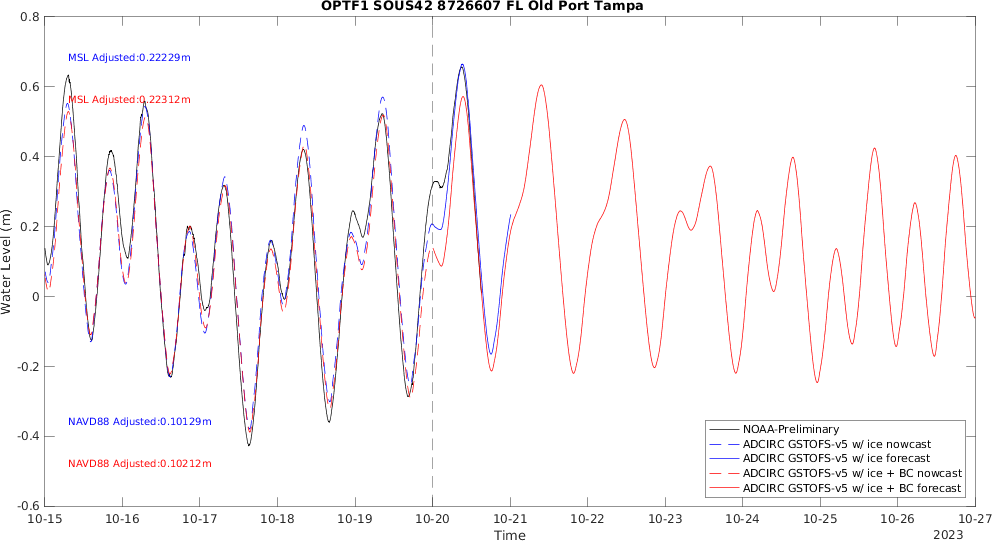 OPTF1 SOUS42 8726607 FL Old Port Tampa
0.8
0.6
0.4
0.2
0
-0.2
-0.4
-0.6
Water Level (m)
MSL Adjusted:0.22229m
MSL Adjusted:0.22312m
NAVD88 Adjusted:0.10129m
NAVD88 Adjusted:0.10212m
NOAA-Preliminary
ADCIRC GSTOFS-v5 w/ ice nowcast
ADCIRC GSTOFS-v5 w/ ice forecast
ADCIRC GSTOFS-v5 w/ ice + BC nowcast
ADCIRC GSTOFS-v5 w/ ice + BC forecast
10-15 10-16 10-17 10-18 10-19 10-20 10-21 10-22 10-23 10-24 10-25 10-26 10-27
Time
2023